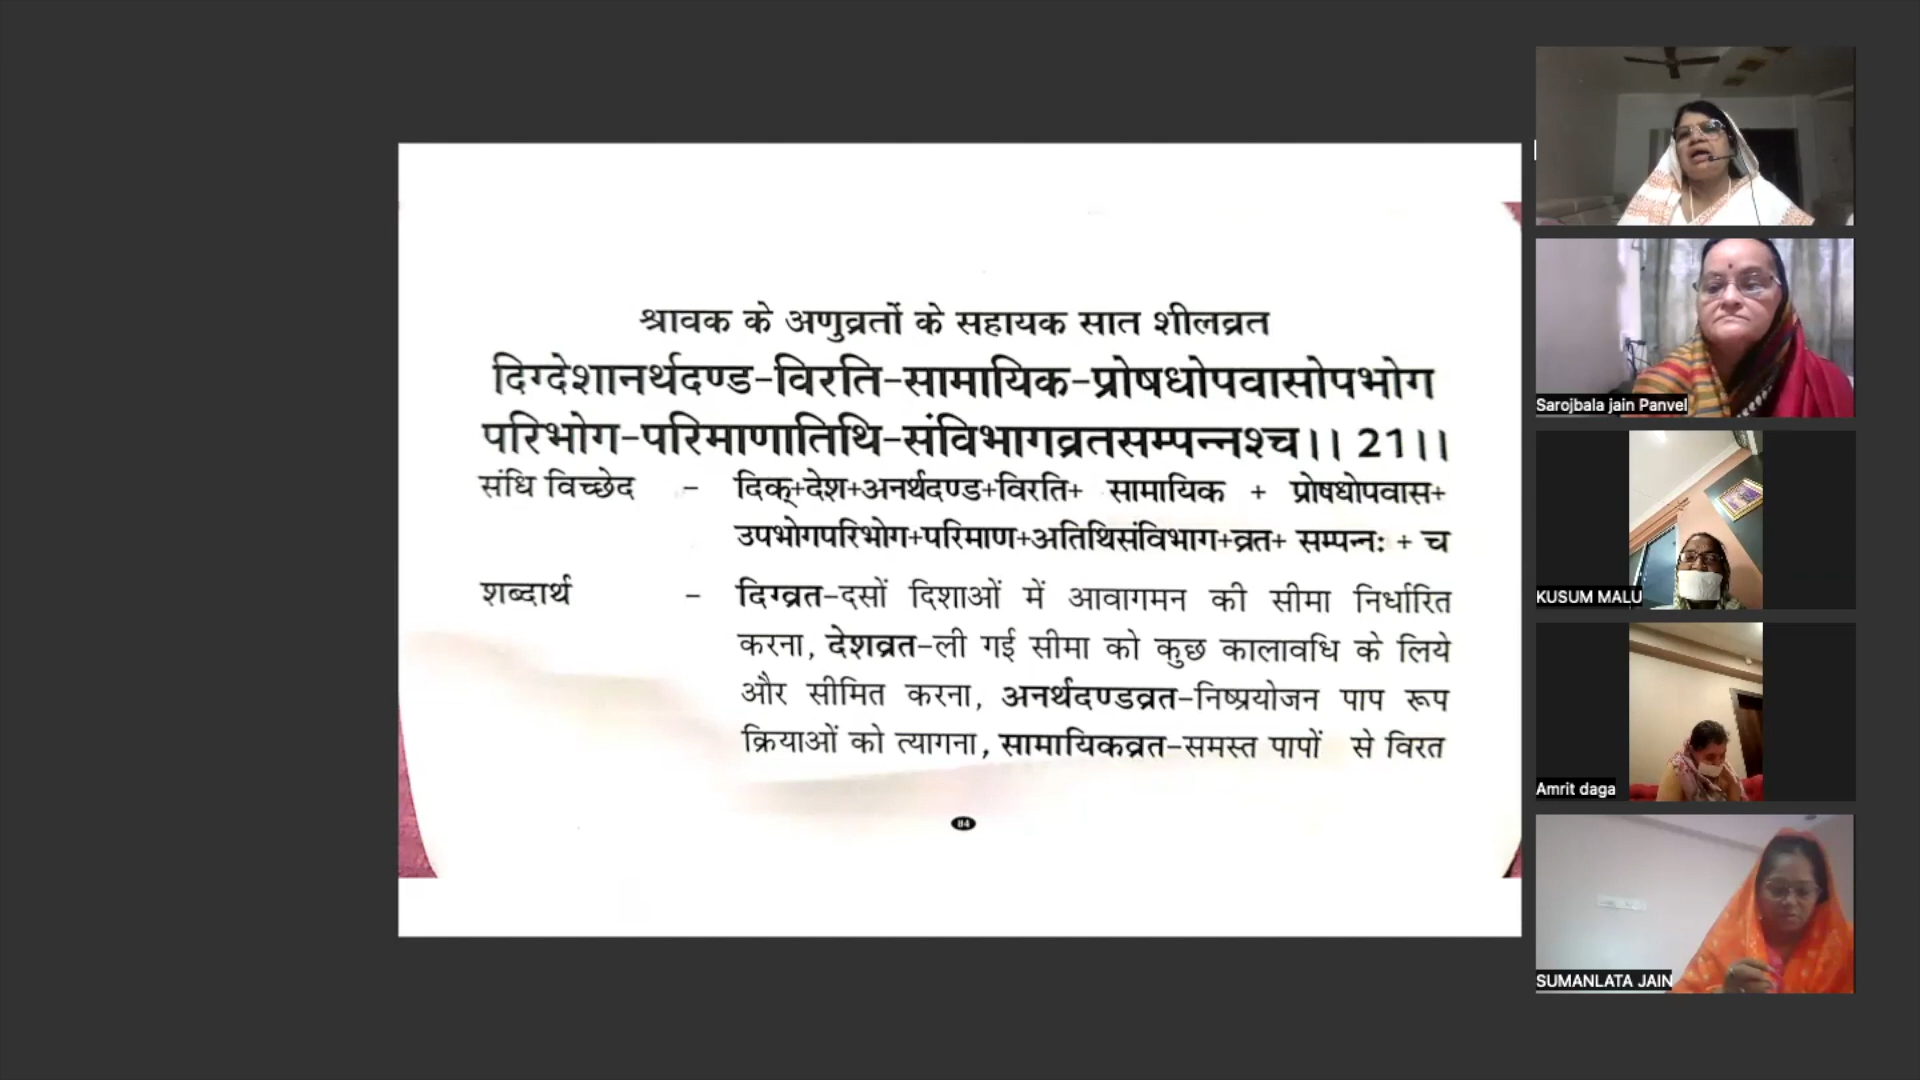 श्रावक के अणुव्रतों के सहायक सात शीलव्रत
दिग्देशानर्थदण्ड-विरति-सामायिक-प्रोषधोपवासोपभोग
परिभोग-परिमाणातिथि-संविभागव्रतसम्पन्नश्च।। 21।।
संधि विच्छेद - दिक्+देश+अनर्थदण्ड+विरति+ सामायिक + प्रोषधोपवास+
उपभोगपरिभोग+परिमाण+अतिथिसंविभाग+व्रत+ सम्पन्नः + च
शब्दार्थ - दिग्व्रत-दसों दिशाओं में आवागमन की सीमा निर्धारित
करना, देशव्रत-ली गई सीमा को कुछ कालावधि के लिये
और सीमित करना, अनर्थदण्डव्रत-निष्प्रयोजन पाप रूप
क्रियाओं को त्यागना, सामायिकव्रत-समस्त पापों से विरत
84
Sarojbala jain Panvel
KUSUM MALU
Amrit daga
SUMANLATA JAIN